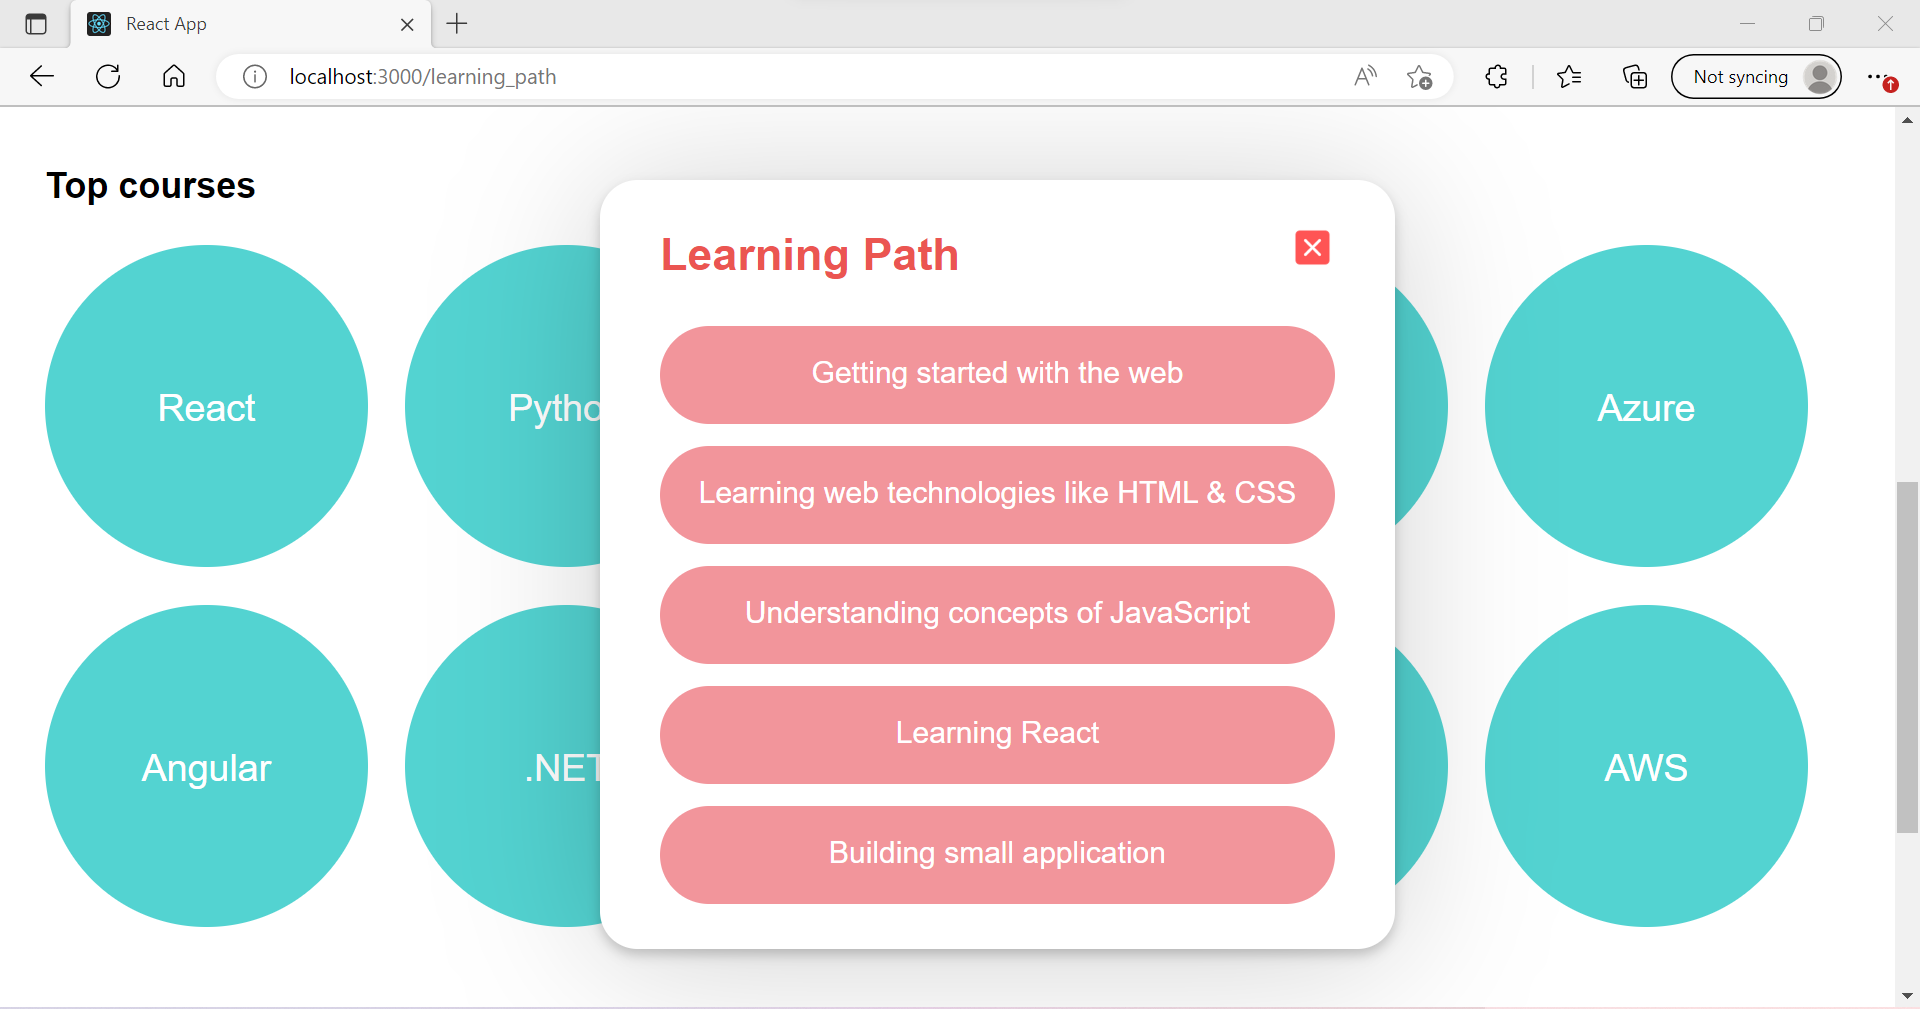 React App
localhost:3000/learning_path
Not syncing
Top courses
Learning Path
Getting started with the web
Learning web technologies like HTML & CSS
Understanding concepts of JavaScript
Learning React
Building small application
React
Pytho
Azure
Angular
.NET
AWS